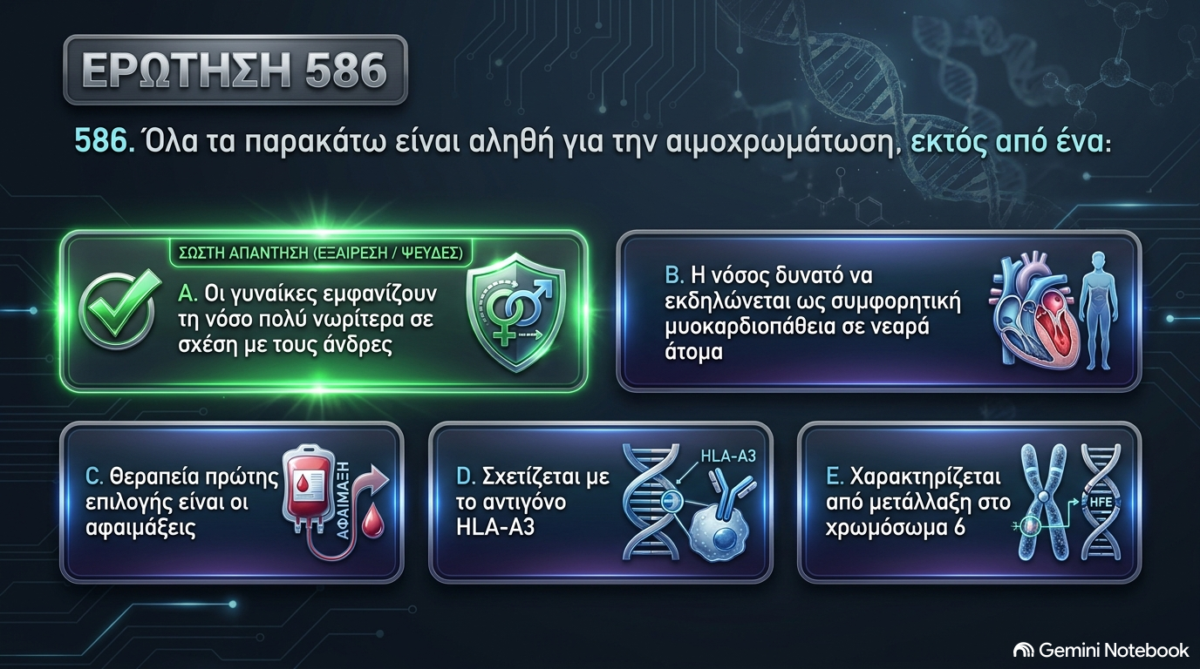 ΕΡΩΤΗΣΗ 586
586. Όλα τα παρακάτω είναι αληθή για την αιμοχρωμάτωση, εκτός από ένα:
ΣΩΣΤΗ ΑΠΑΝΤΗΣΗ (ΕΞΑΙΡΕΣΗ / ΨΕΥΔΕΣ)
Α. Οι γυναίκες εμφανίζουν
τη νόσο πολύ νωρίτερα σε
σχέση με τους άνδρες
Β. Η νόσος δυνατό να
εκδηλώνεται ως συμφορητική
μυοκαρδιοπάθεια σε νεαρά
άτομα
C. Θεραπεία πρώτης
επιλογής είναι οι
αφαιμάξεις
ΑΦΑΙΜΑΞΗ
D. Σχετίζεται με
το αντιγόνο
HLA-A3
HLA-A3
Ε. Χαρακτηρίζεται
από μετάλλαξη στο
χρωμόσωμα 6
HFE
Gemini Notebook